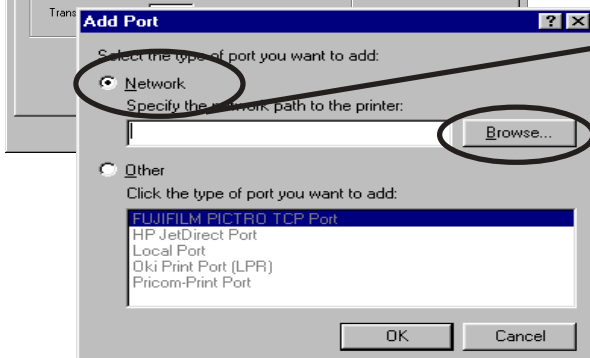 Trans
Add Port
Select the type of port you want to add:
Network
Specify the network path to the printer:
Browse...
Other
Click the type of port you want to add:
FUJIFILM PICTRO TCP Port
HP JetDirect Port
Local Port
Oki Print Port (LPR)
Pricom-Print Port
OK
Cancel